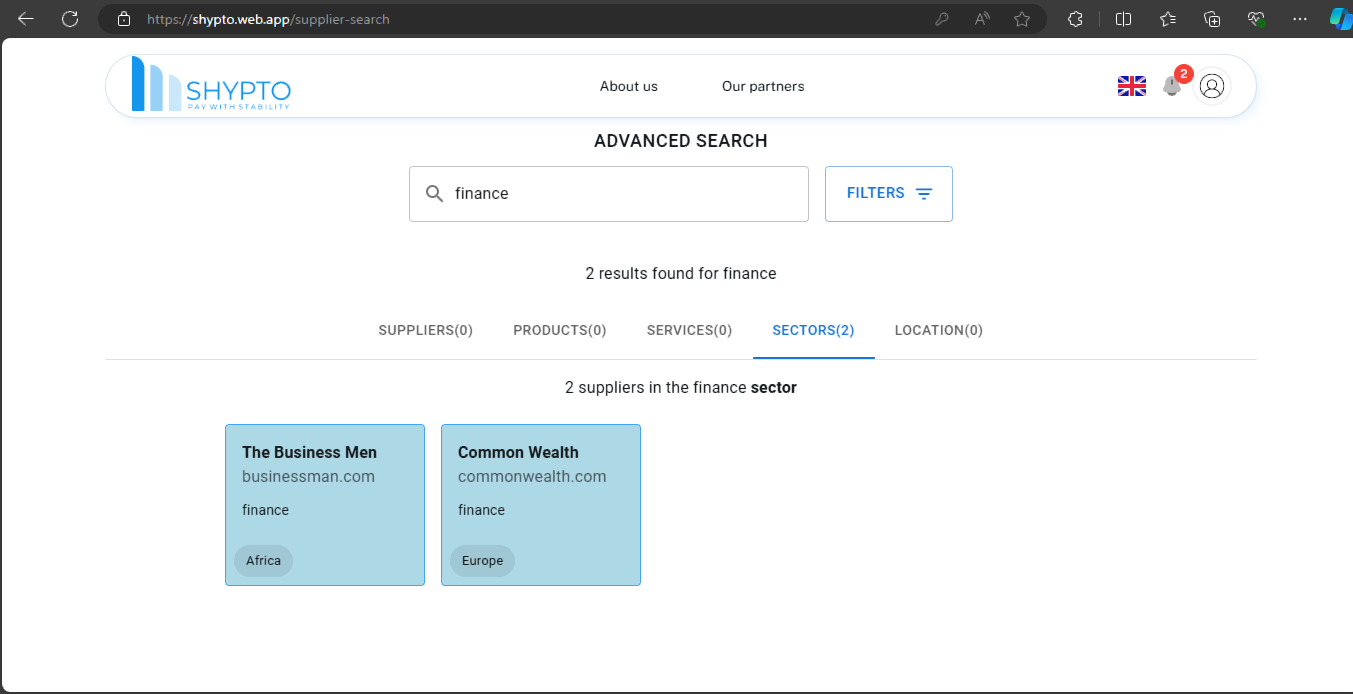 https://shypto.web.app/supplier-search
SHYPTO
PAY WITH STABILITY
About us
Our partners
2
ADVANCED SEARCH
finance
FILTERS
2 results found for finance
SUPPLIERS(0)
PRODUCTS(0)
SERVICES(0)
SECTORS(2)
LOCATION(0)
2 suppliers in the finance sector
The Business Men
businessman.com
finance
Africa
Common Wealth
commonwealth.com
finance
Europe